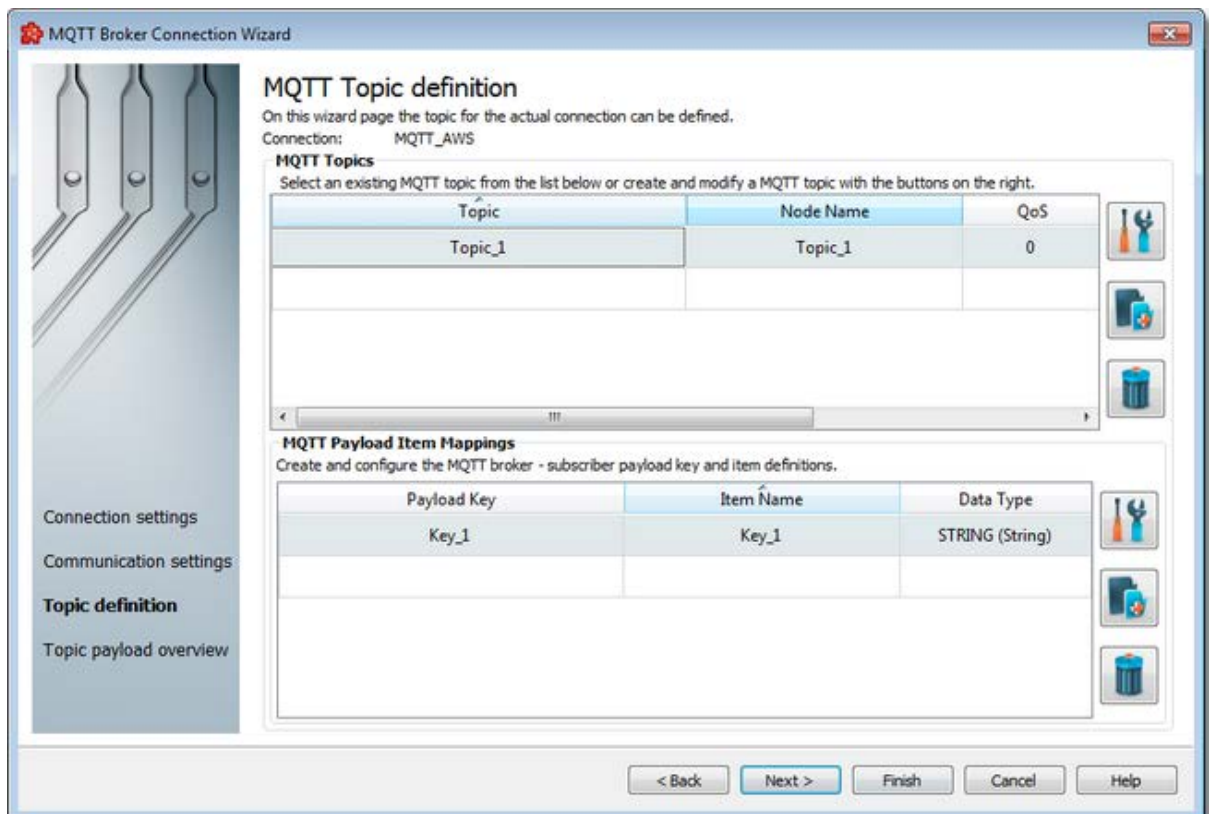 MQTT Broker Connection Wizard
MQTT Topic definition
On this wizard page the topic for the actual connection can be defined.
Connection: MQTT_AWS
MQTT Topics
Select an existing MQTT topic from the list below or create and modify a MQTT topic with the buttons on the right.
Topic Node Name QoS
Topic_1 Topic_1 0
MQTT Payload Item Mappings
Create and configure the MQTT broker - subscriber payload key and item definitions.
Payload Key Item Name Data Type
Key_1 Key_1 STRING (String)
Connection settings
Communication settings
Topic definition
Topic payload overview
< Back Next > Finish Cancel Help